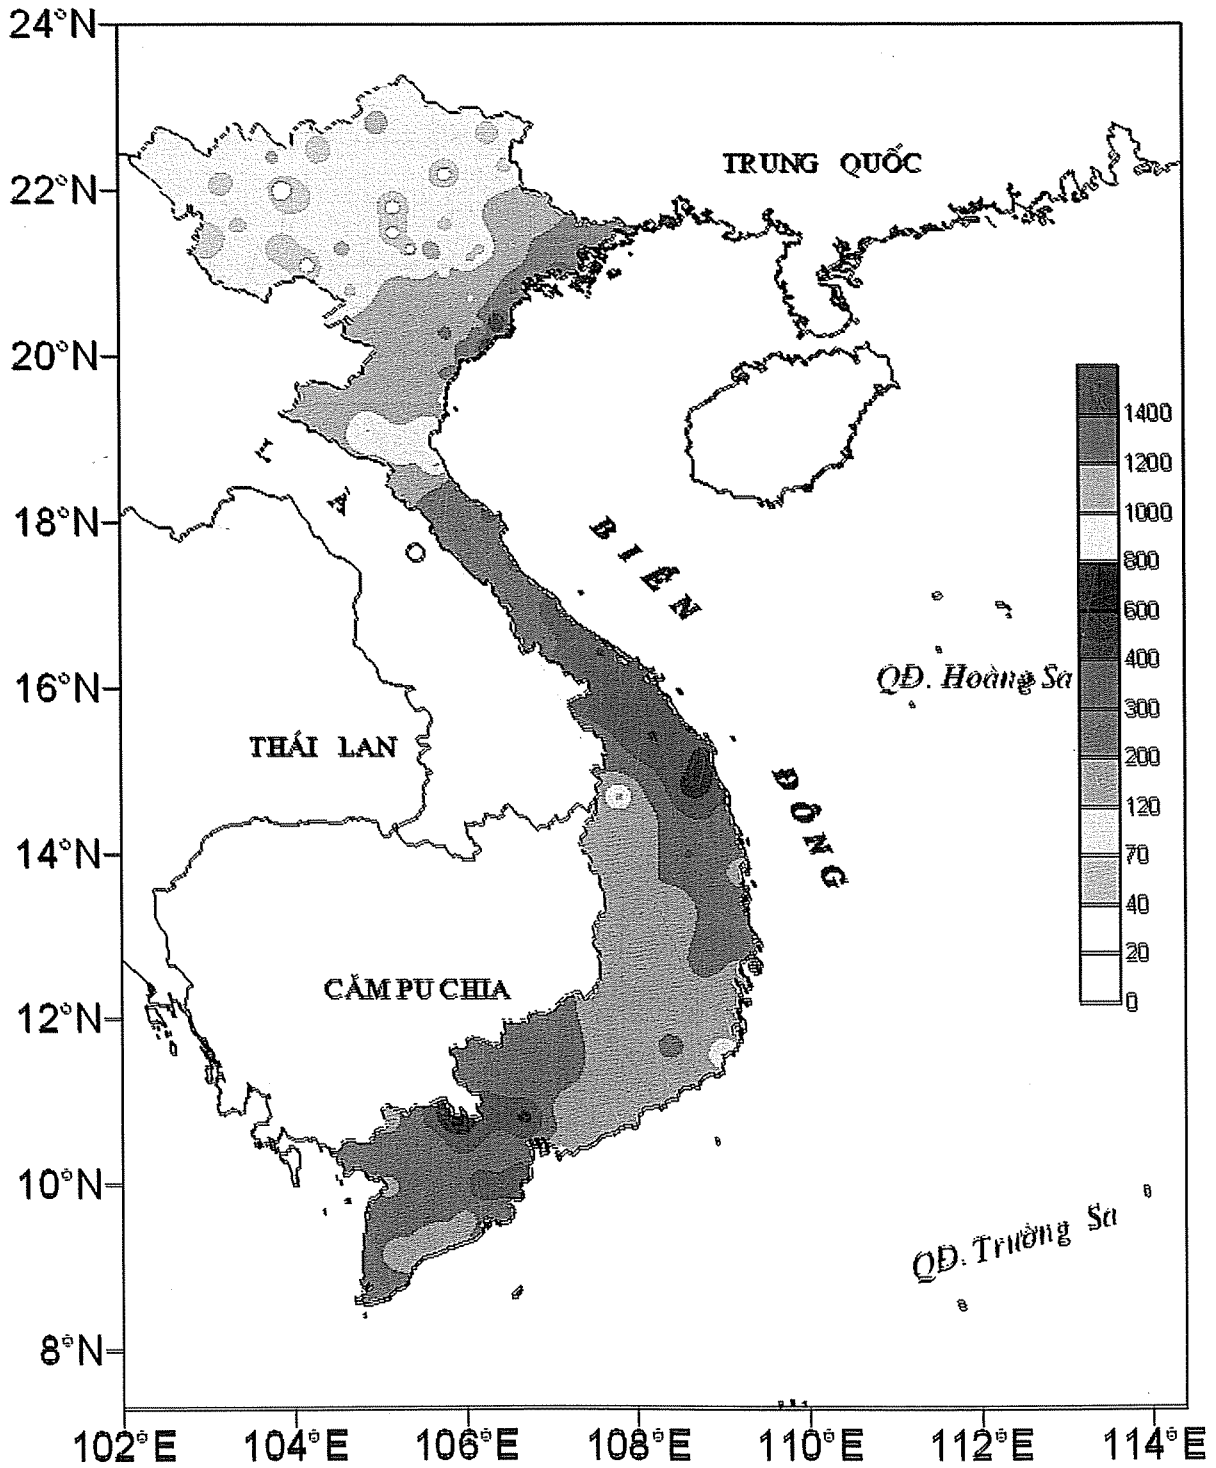 24°N
TRUNG QUỐC
22°N
20°N
1400
1200
1000
800
600
400
300
200
120
70
40
20
0
L
À
O
18°N
BIỂN
16°N
QĐ. Hoàng Sa
THÁI LAN
ĐÔNG
14°N
CĂM PU CHIA
12°N
10°N
QĐ. Trường Sa
8°N
102°E 104°E 106°E 108°E 110°E 112°E 114°E